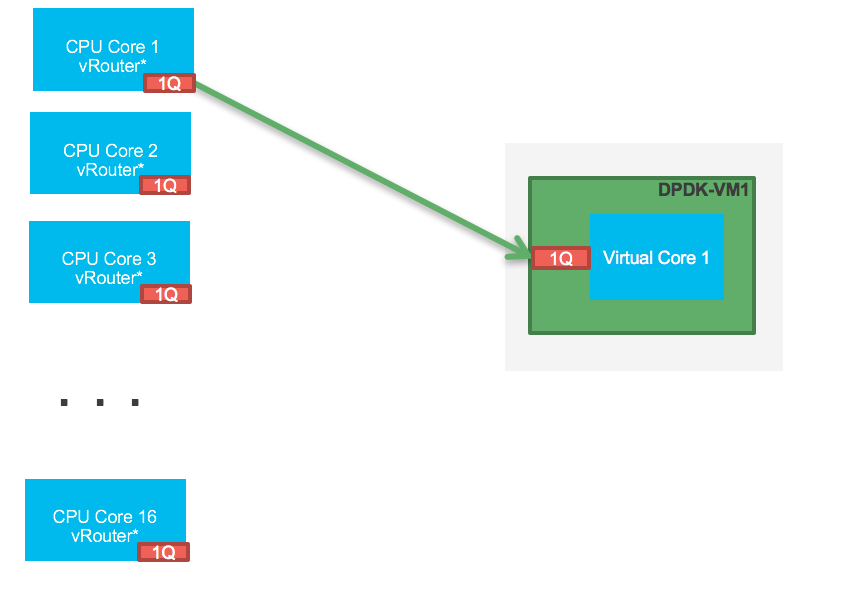 CPU Core 1
vRouter*
1Q
CPU Core 2
vRouter*
1Q
DPDK-VM1
1Q
Virtual Core 1
CPU Core 3
vRouter*
1Q
. . .
CPU Core 16
vRouter*
1Q